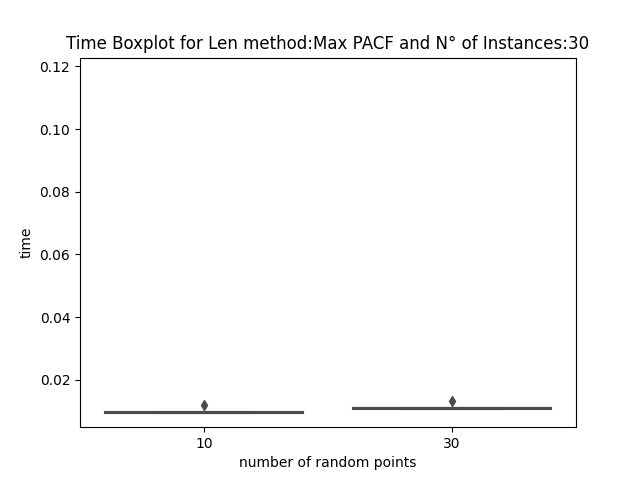 Time Boxplot for Len method:Max PACF and N° of Instances:30
0.12
0.10
0.08
0.06
0.04
0.02
time
10
30
number of random points